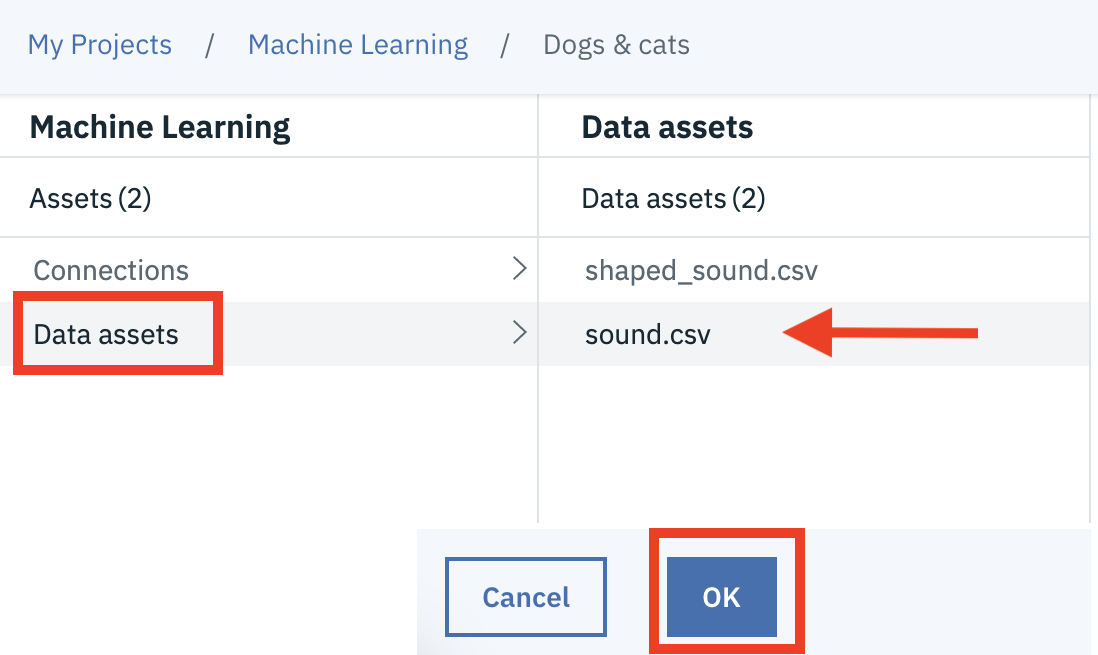 My Projects / Machine Learning / Dogs & cats
Machine Learning
Data assets
Assets (2)
Data assets (2)
Connections
shaped_sound.csv
Data assets
sound.csv
Cancel
OK